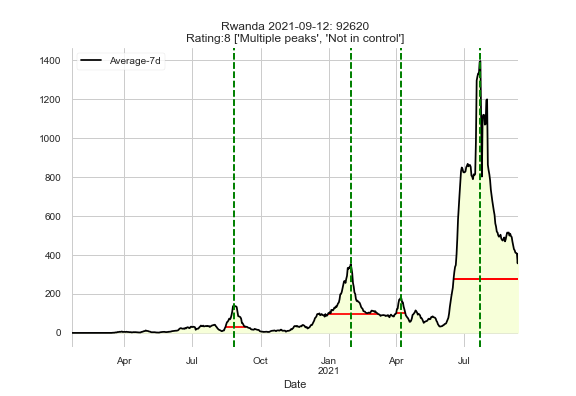 Rwanda 2021-09-12: 92620
Rating:8 ['Multiple peaks', 'Not in control']
Average-7d
1400
1200
1000
800
600
400
200
0
Apr Jul Oct Jan Apr Jul
2021
Date